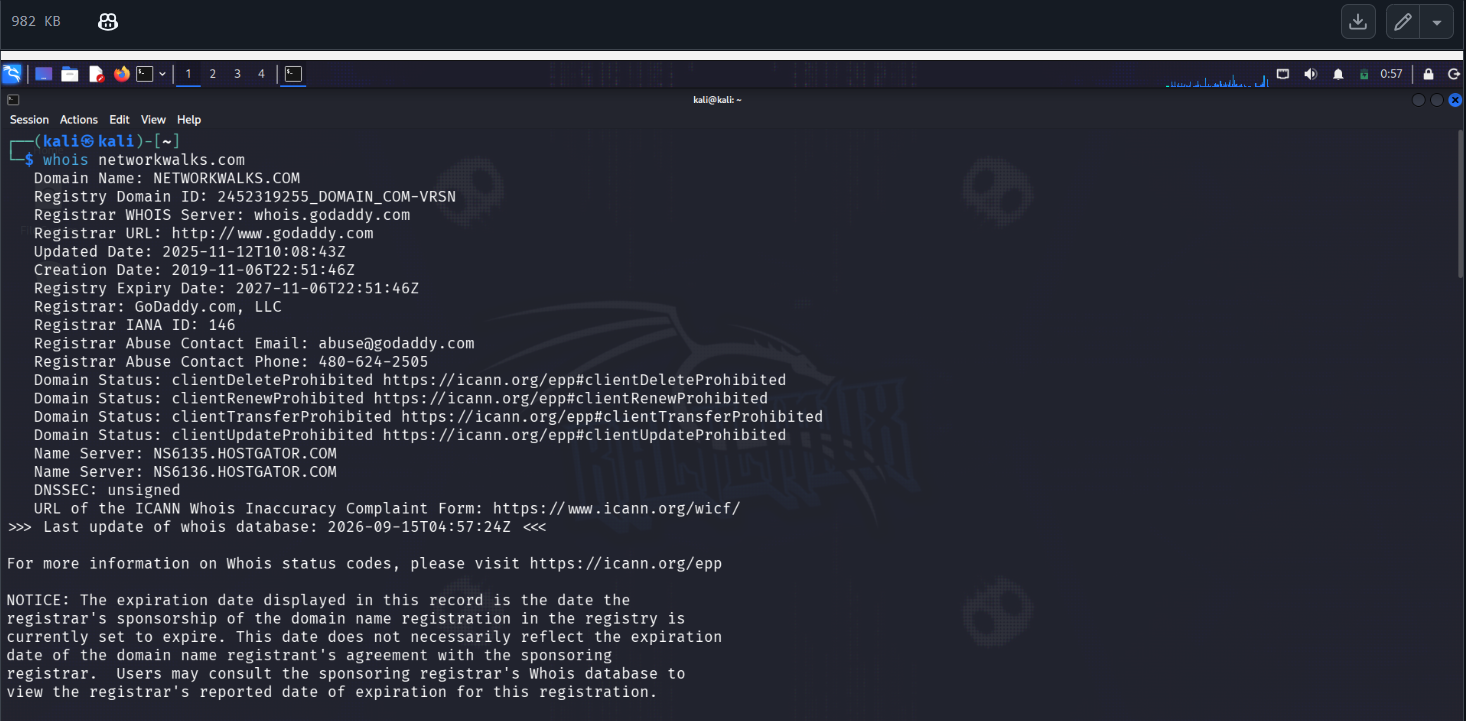 982 KB
1 2 3 4 0:57
kali@kali: ~
Session Actions Edit View Help
┌──(kali㉿kali)-[~]
└─$ whois networkwalks.com
Domain Name: NETWORKWALKS.COM
Registry Domain ID: 2452319255_DOMAIN_COM-VRSN
Registrar WHOIS Server: whois.godaddy.com
Registrar URL: http://www.godaddy.com
Updated Date: 2025-11-12T10:08:43Z
Creation Date: 2019-11-06T22:51:46Z
Registry Expiry Date: 2027-11-06T22:51:46Z
Registrar: GoDaddy.com, LLC
Registrar IANA ID: 146
Registrar Abuse Contact Email: abuse@godaddy.com
Registrar Abuse Contact Phone: 480-624-2505
Domain Status: clientDeleteProhibited https://icann.org/epp#clientDeleteProhibited
Domain Status: clientRenewProhibited https://icann.org/epp#clientRenewProhibited
Domain Status: clientTransferProhibited https://icann.org/epp#clientTransferProhibited
Domain Status: clientUpdateProhibited https://icann.org/epp#clientUpdateProhibited
Name Server: NS6135.HOSTGATOR.COM
Name Server: NS6136.HOSTGATOR.COM
DNSSEC: unsigned
URL of the ICANN Whois Inaccuracy Complaint Form: https://www.icann.org/wicf/
>>> Last update of whois database: 2026-09-15T04:57:24Z <<<
For more information on Whois status codes, please visit https://icann.org/epp
NOTICE: The expiration date displayed in this record is the date the
registrar's sponsorship of the domain name registration in the registry is
currently set to expire. This date does not necessarily reflect the expiration
date of the domain name registrant's agreement with the sponsoring
registrar.  Users may consult the sponsoring registrar's Whois database to
view the registrar's reported date of expiration for this registration.